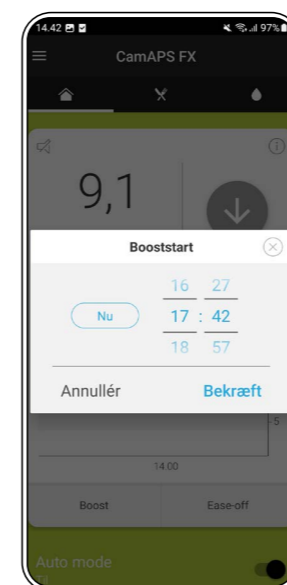 14.42 97%
CamAPS FX
9,1
Booststart
16 27
Nu 17 : 42
18 57
Annullér Bekræft
5
14.00
Boost Ease-off
Auto mode